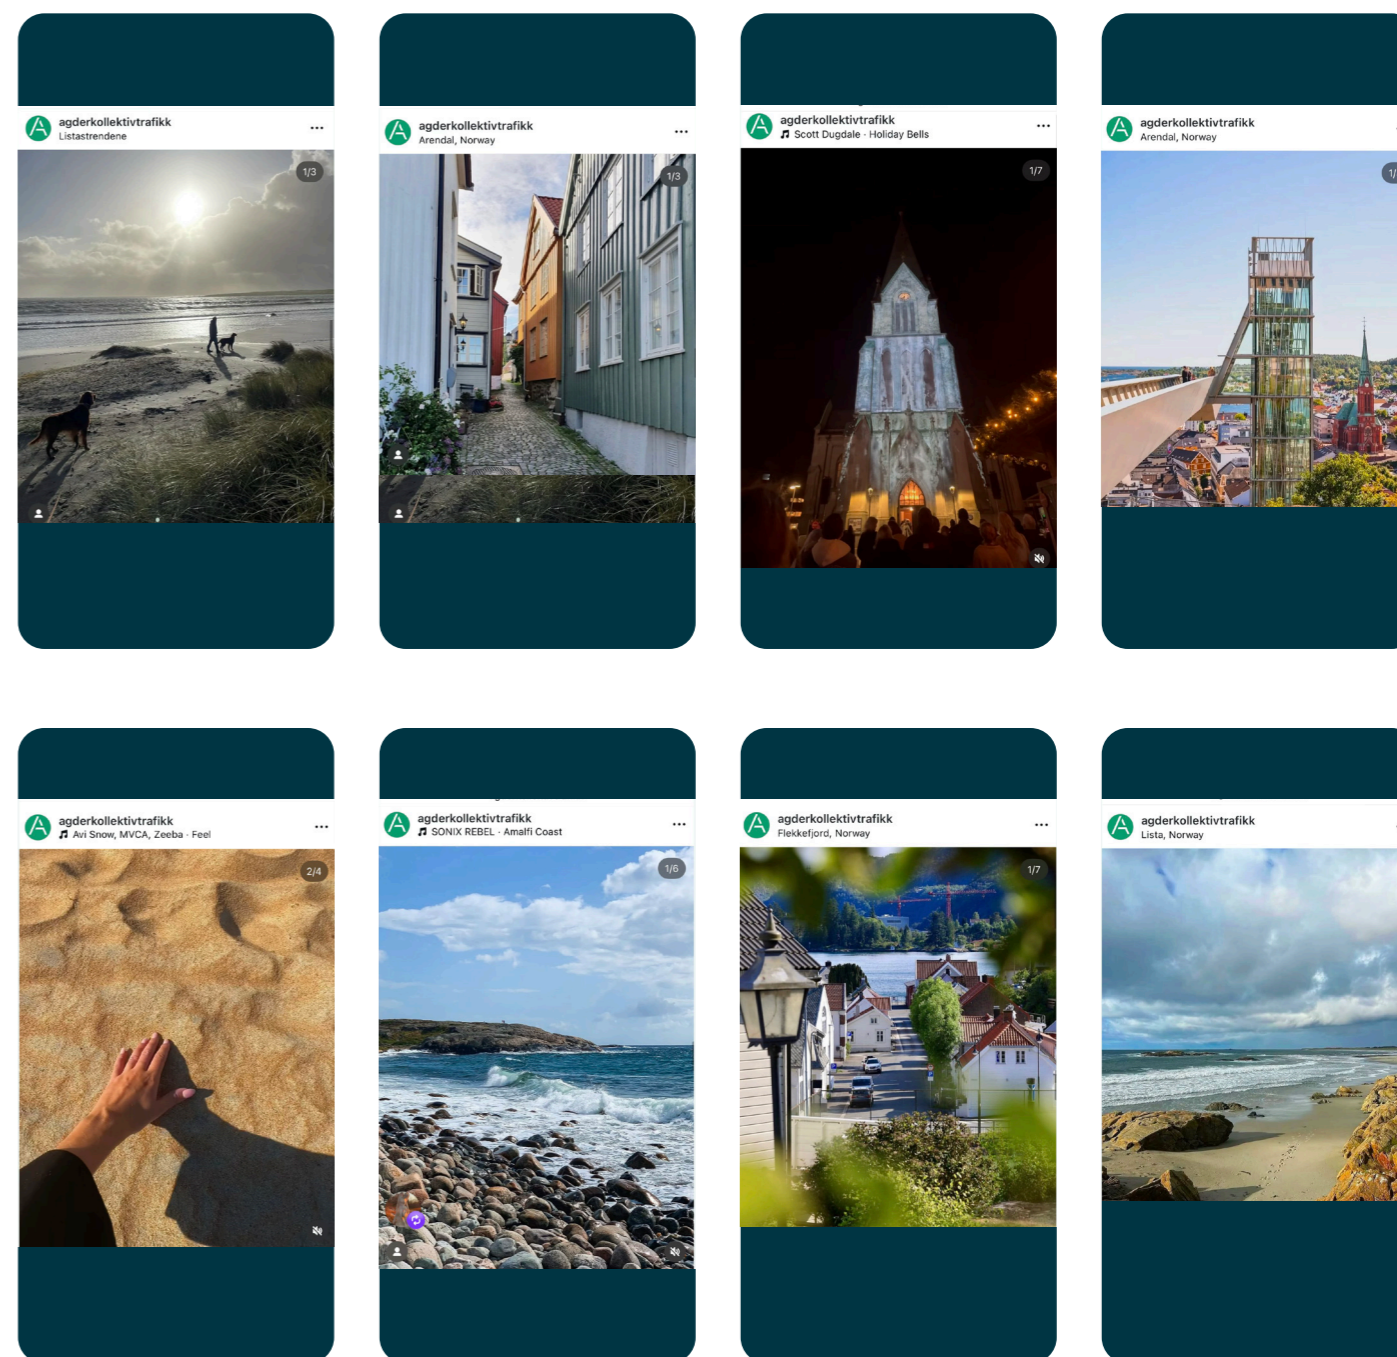 agderkollektivtrafikk
Listastrendene
1/3
agderkollektivtrafikk
Arendal, Norway
1/3
agderkollektivtrafikk
Scott Dugdale · Holiday Bells
1/7
agderkollektivtrafikk
Arendal, Norway
1/
agderkollektivtrafikk
Avi Snow, MVCA, Zeeba · Feel
2/4
agderkollektivtrafikk
SONIX REBEL · Amalfi Coast
1/6
agderkollektivtrafikk
Flekkefjord, Norway
1/7
agderkollektivtrafikk
Lista, Norway